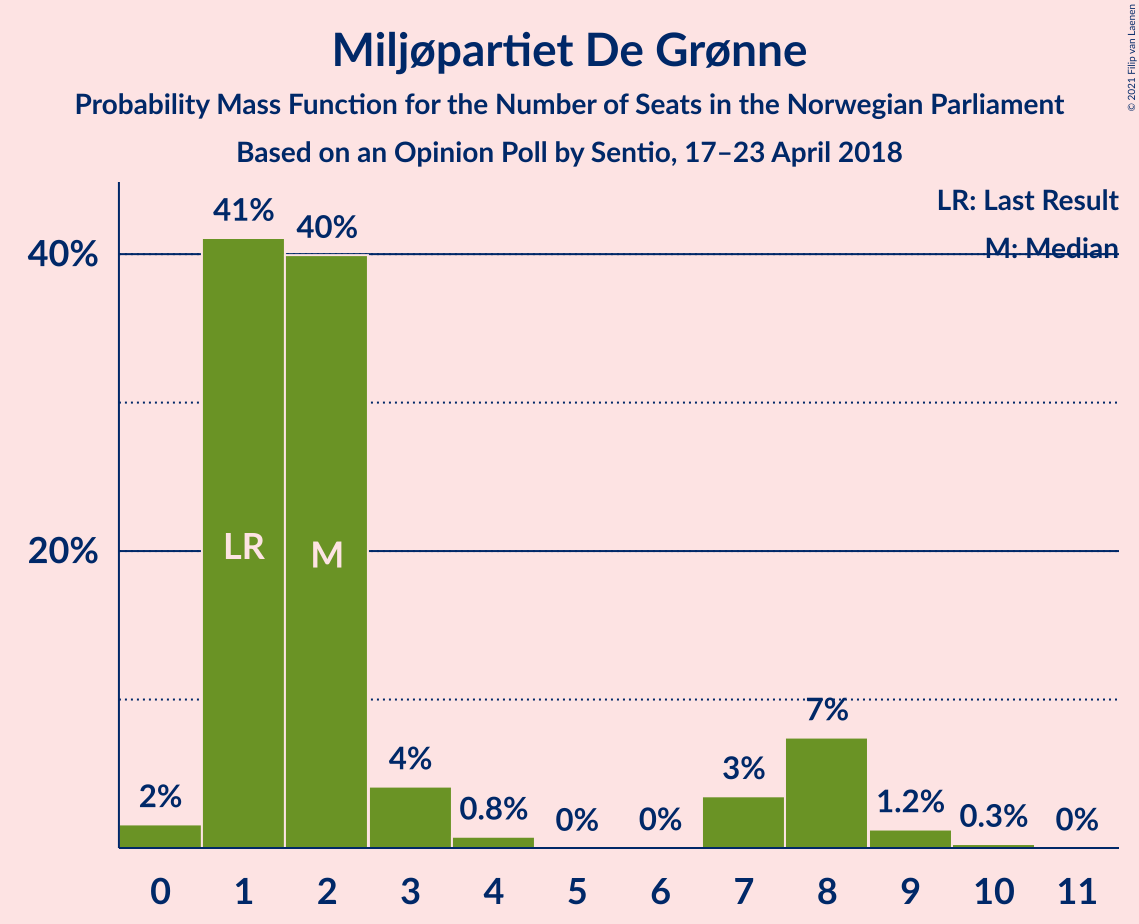 Miljøpartiet De Grønne
Probability Mass Function for the Number of Seats in the Norwegian Parliament
Based on an Opinion Poll by Sentio, 17–23 April 2018
© 2021 Filip van Laenen
LR: Last Result
M: Median
40%
20%
2%
41%
40%
4%
0.8%
0%
0%
3%
7%
1.2%
0.3%
0%
LR
M
0 1 2 3 4 5 6 7 8 9 10 11